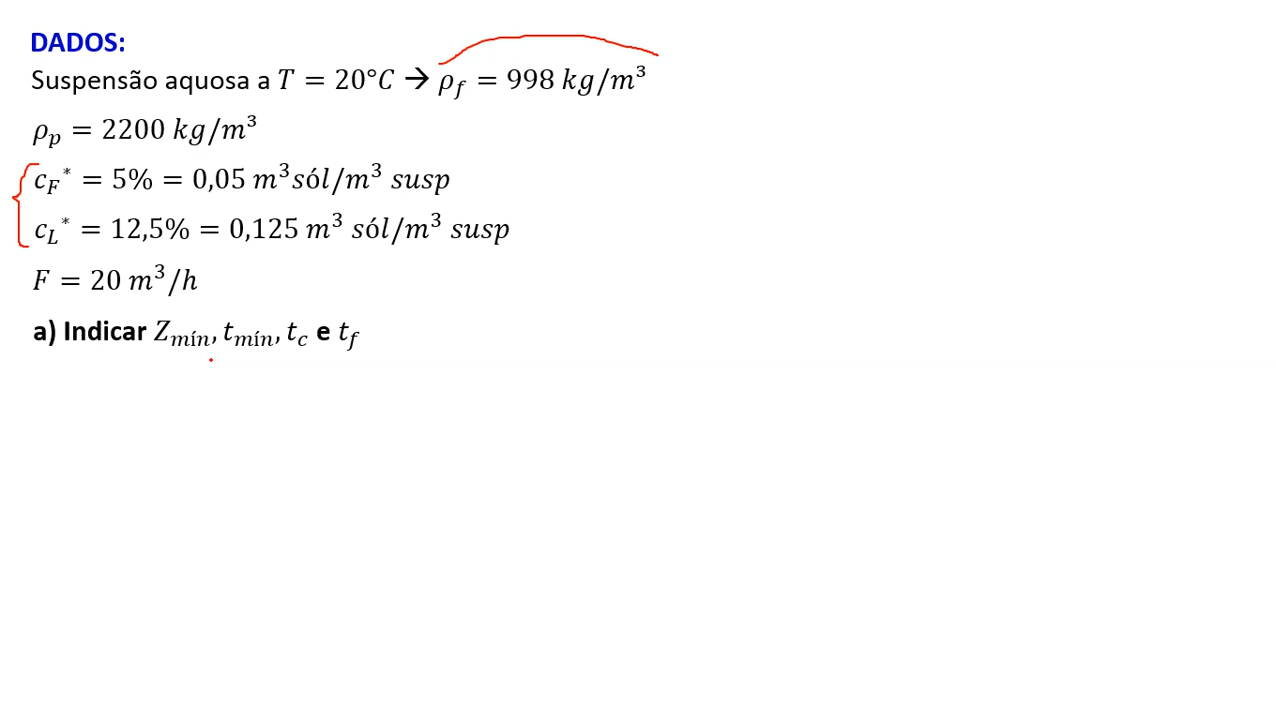 DADOS:
Suspensão aquosa a T = 20°C → ρ_f = 998 kg/m³
ρ_p = 2200 kg/m³
c_F* = 5% = 0,05 m³sól/m³ susp
c_L* = 12,5% = 0,125 m³ sól/m³ susp
F = 20 m³/h
a) Indicar Z_mín, t_mín, t_c e t_f